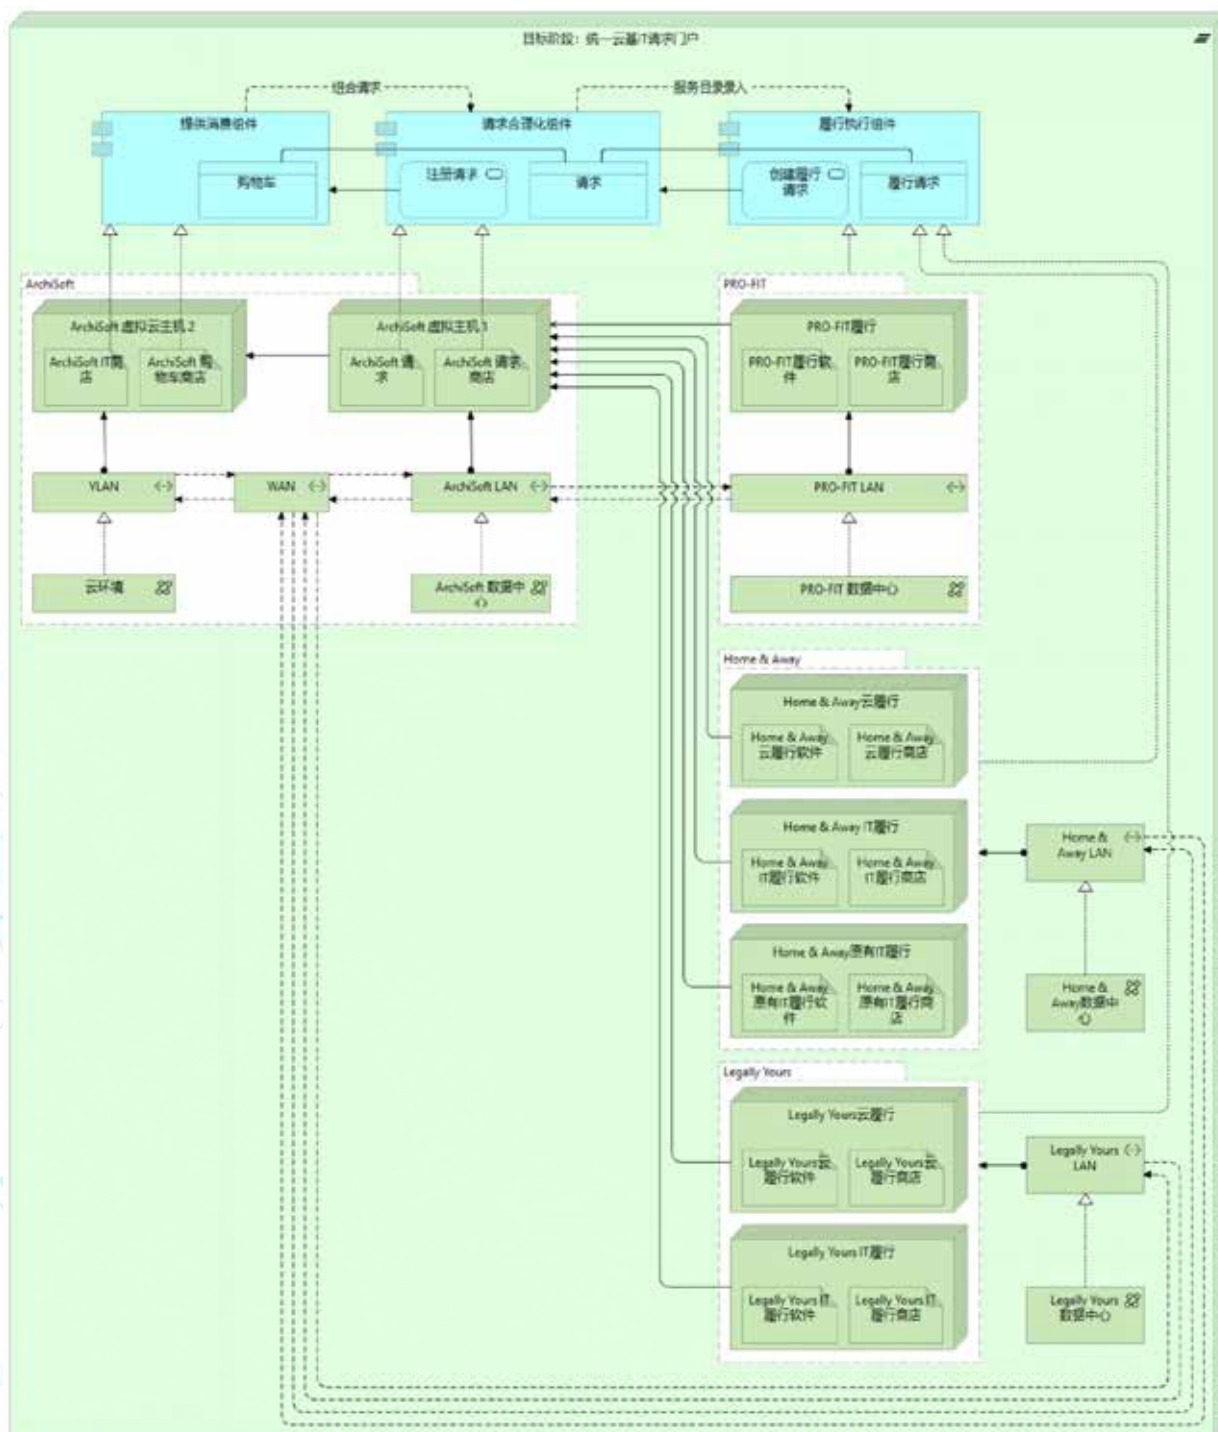 目标阶段：统一云基IT请求门户
组合请求
服务目录录入
提供消费组件
请求合理化组件
履行执行组件
购物车
注册请求
请求
创建履行
请求
履行请求
ArchiSoft
PRO-FIT
ArchiSoft 虚拟云主机 2
ArchiSoft 虚拟主机 1
PRO-FIT履行
ArchiSoft IT商
店
ArchiSoft 购
物车商店
ArchiSoft 请
求
ArchiSoft 请求
商店
PRO-FIT履行软
件
PRO-FIT履行商
店
VLAN
WAN
ArchiSoft LAN
PRO-FIT LAN
云环境
ArchiSoft 数据中
心
PRO-FIT 数据中心
Home & Away
Home & Away云履行
Home & Away
云履行软件
Home & Away
云履行商店
Home & Away IT履行
Home & Away
IT履行软件
Home & Away
IT履行商店
Home &
Away LAN
Home & Away原有IT履行
Home & Away
原有IT履行软
件
Home & Away
原有IT履行商
店
Home &
Away数据中
心
Legally Yours
Legally Yours云履行
Legally Yours云
履行软件
Legally Yours云
履行商店
Legally Yours
LAN
Legally Yours IT履行
Legally Yours IT
履行软件
Legally Yours IT
履行商店
Legally Yours
数据中心